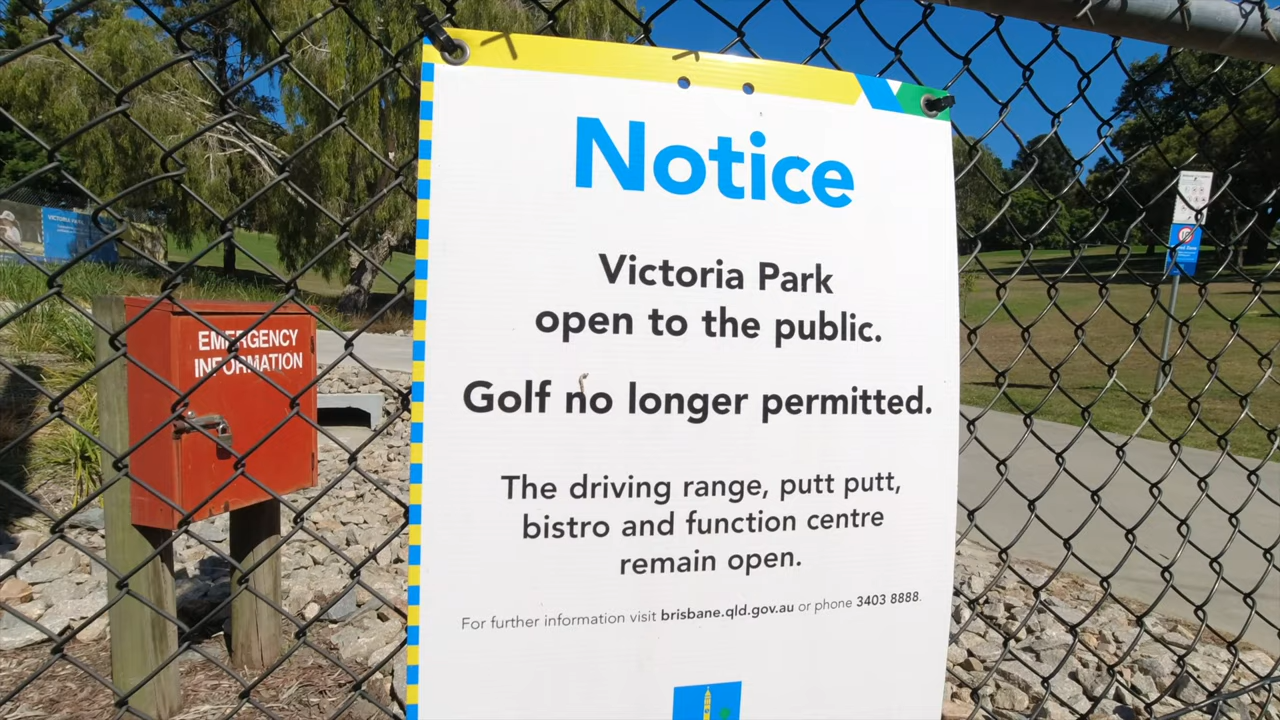 Notice
Victoria Park
open to the public.
Golf no longer permitted.
The driving range, putt putt,
bistro and function centre
remain open.
For further information visit brisbane.qld.gov.au or phone 3403 8888.
EMERGENCY
INFORMATION
VICTORIA